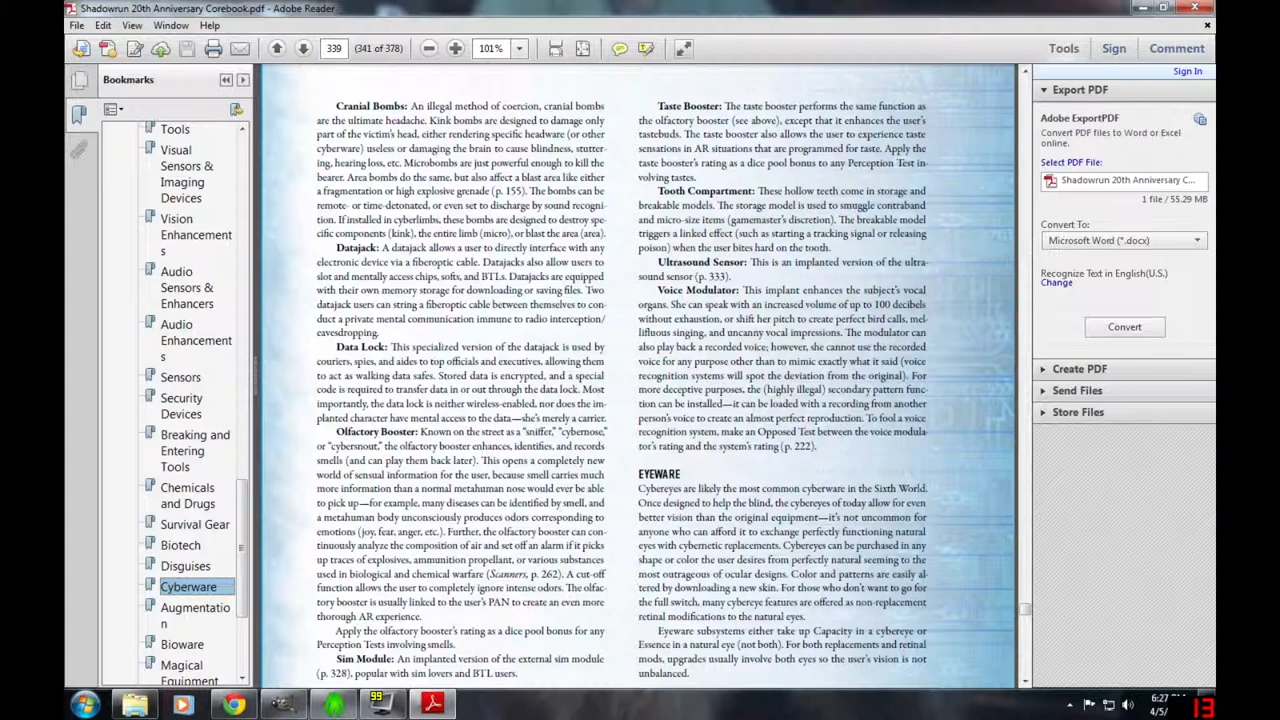 Shadowrun 20th Anniversary Corebook.pdf - Adobe Reader
File Edit View Window Help
339 (341 of 378) 101%
Tools Sign Comment
Bookmarks
Tools
Visual
Sensors &
Imaging
Devices
Vision
Enhancement
s
Audio
Sensors &
Enhancers
Audio
Enhancement
s
Sensors
Security
Devices
Breaking and
Entering
Tools
Chemicals
and Drugs
Survival Gear
Biotech
Disguises
Cyberware
Augmentatio
n
Bioware
Magical
Equipment
Cranial Bombs: An illegal method of coercion, cranial bombs
are the ultimate headache. Kink bombs are designed to damage only
part of the victim's head, either rendering specific headware (or other
cyberware) useless or damaging the brain to cause blindness, stutter-
ing, hearing loss, etc. Microbombs are just powerful enough to kill the
bearer. Area bombs do the same, but also affect a blast area like either
a fragmentation or high explosive grenade (p. 155). The bombs can be
remote- or time-detonated, or even set to discharge by sound recogni-
tion. If installed in cyberlimbs, these bombs are designed to destroy spe-
cific components (kink), the entire limb (micro), or blast the area (area).
Datajack: A datajack allows a user to directly interface with any
electronic device via a fiberoptic cable. Datajacks also allow users to
slot and mentally access chips, softs, and BTLs. Datajacks are equipped
with their own memory storage for downloading or saving files. Two
datajack users can string a fiberoptic cable between themselves to con-
duct a private mental communication immune to radio interception/
eavesdropping.
Data Lock: This specialized version of the datajack is used by
couriers, spies, and aides to top officials and executives, allowing them
to act as walking data safes. Stored data is encrypted, and a special
code is required to transfer data in or out through the data lock. Most
importantly, the data lock is neither wireless-enabled, nor does the im-
planted character have mental access to the data—she's merely a carrier.
Olfactory Booster: Known on the street as a “sniffer,” “cybernose,”
or “cybersnout,” the olfactory booster enhances, identifies, and records
smells (and can play them back later). This opens a completely new
world of sensual information for the user, because smell carries much
more information than a normal metahuman nose would ever be able
to pick up—for example, many diseases can be identified by smell, and
a metahuman body unconsciously produces odors corresponding to
emotions (joy, fear, anger, etc.). Further, the olfactory booster can con-
tinuously analyze the composition of air and set off an alarm if it picks
up traces of explosives, ammunition propellant, or various substances
used in biological and chemical warfare (Scanners, p. 262). A cut-off
function allows the user to completely ignore intense odors. The olfac-
tory booster is usually linked to the user's PAN to create an even more
thorough AR experience.
Apply the olfactory booster's rating as a dice pool bonus for any
Perception Tests involving smells.
Sim Module: An implanted version of the external sim module
(p. 328), popular with sim lovers and BTL users.
Taste Booster: The taste booster performs the same function as
the olfactory booster (see above), except that it enhances the user's
tastebuds. The taste booster also allows the user to experience taste
sensations in AR situations that are programmed for taste. Apply the
taste booster's rating as a dice pool bonus to any Perception Test in-
volving tastes.
Tooth Compartment: These hollow teeth come in storage and
breakable models. The storage model is used to smuggle contraband
and micro-size items (gamemaster's discretion). The breakable model
triggers a linked effect (such as starting a tracking signal or releasing
poison) when the user bites hard on the tooth.
Ultrasound Sensor: This is an implanted version of the ultra-
sound sensor (p. 333).
Voice Modulator: This implant enhances the subject's vocal
organs. She can speak with an increased volume of up to 100 decibels
without exhaustion, or shift her pitch to create perfect bird calls, mel-
lifluous singing, and uncanny vocal impressions. The modulator can
also play back a recorded voice; however, she cannot use the recorded
voice for any purpose other than to mimic exactly what it said (voice
recognition systems will spot the deviation from the original). For
more deceptive purposes, the (highly illegal) secondary pattern func-
tion can be installed—it can be loaded with a recording from another
person's voice to create an almost perfect reproduction. To fool a voice
recognition system, make an Opposed Test between the voice modula-
tor's rating and the system's rating (p. 222).
EYEWARE
Cybereyes are likely the most common cyberware in the Sixth World.
Once designed to help the blind, the cybereyes of today allow for even
better vision than the original equipment—it's not uncommon for
anyone who can afford it to exchange perfectly functioning natural
eyes with cybernetic replacements. Cybereyes can be purchased in any
shape or color the user desires from perfectly natural seeming to the
most outrageous of ocular designs. Color and patterns are easily al-
tered by downloading a new skin. For those who don't want to go for
the full switch, many cybereye features are offered as non-replacement
retinal modifications to the natural eyes.
Eyeware subsystems either take up Capacity in a cybereye or
Essence in a natural eye (not both). For both replacements and retinal
mods, upgrades usually involve both eyes so the user's vision is not
unbalanced.
Sign In
Export PDF
Adobe ExportPDF
Convert PDF files to Word or Excel
online.
Select PDF File:
Shadowrun 20th Anniversary C...
1 file / 55.29 MB
Convert To:
Microsoft Word (*.docx)
Recognize Text in English(U.S.)
Change
Convert
Create PDF
Send Files
Store Files
99
6:27
4/5/
13